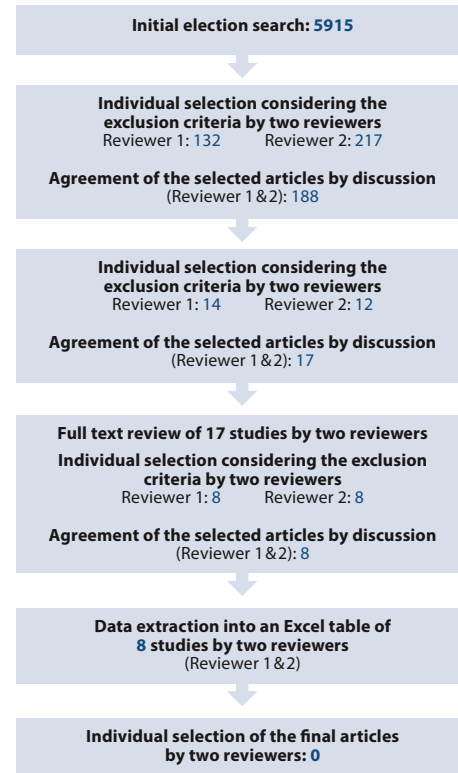 Initial election search: 5915
Individual selection considering the
exclusion criteria by two reviewers
Reviewer 1: 132 Reviewer 2: 217
Agreement of the selected articles by discussion
(Reviewer 1&2): 188
Individual selection considering the
exclusion criteria by two reviewers
Reviewer 1: 14 Reviewer 2: 12
Agreement of the selected articles by discussion
(Reviewer 1&2): 17
Full text review of 17 studies by two reviewers
Individual selection considering the exclusion
criteria by two reviewers
Reviewer 1: 8 Reviewer 2: 8
Agreement of the selected articles by discussion
(Reviewer 1&2): 8
Data extraction into an Excel table of
8 studies by two reviewers
(Reviewer 1&2)
Individual selection of the final articles
by two reviewers: 0